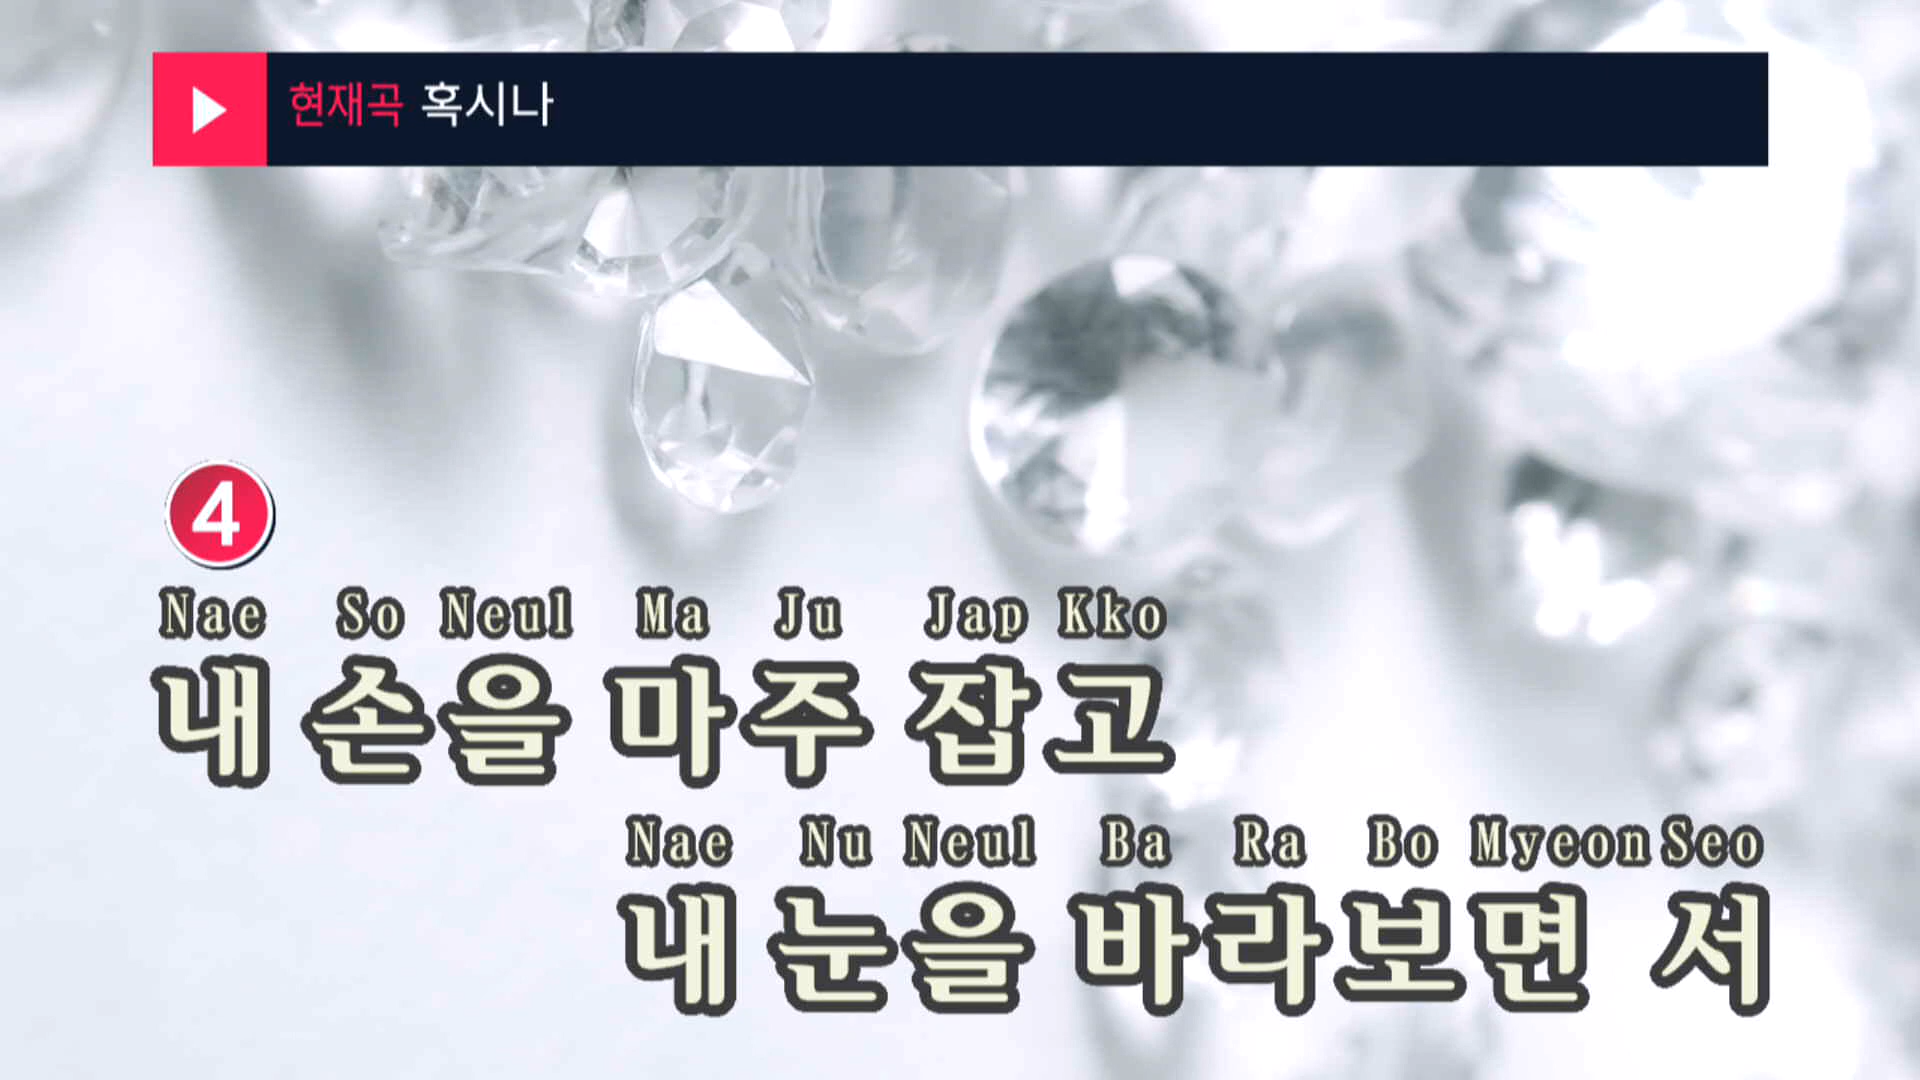 현재곡 혹시나
4
Nae So Neul Ma Ju Jap Kko
내 손을 마주 잡고
Nae Nu Neul Ba Ra Bo Myeon Seo
내 눈을 바라보면 서